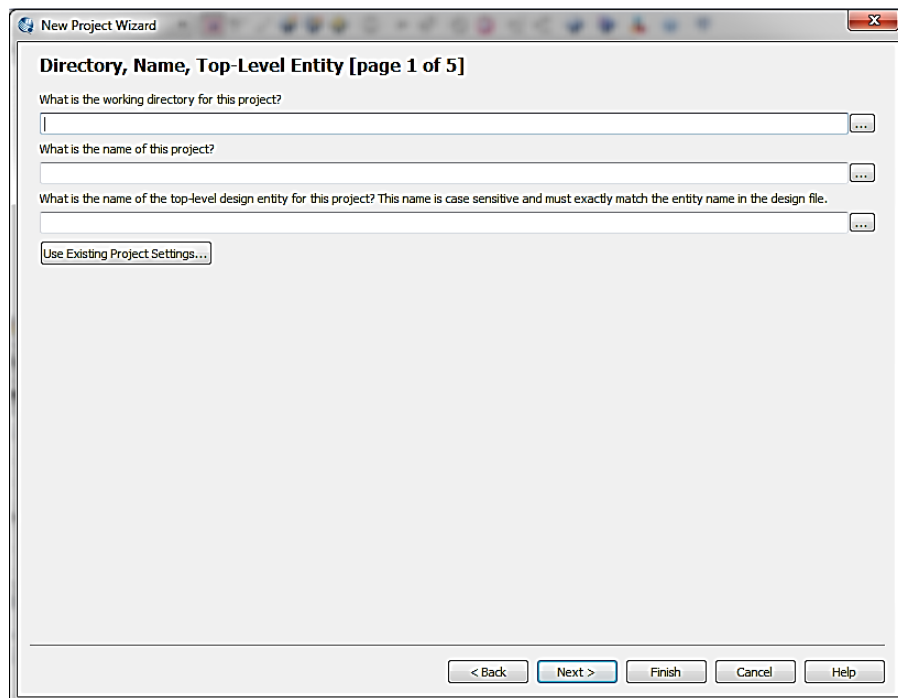 New Project Wizard
Directory, Name, Top-Level Entity [page 1 of 5]
What is the working directory for this project?
...
What is the name of this project?
...
What is the name of the top-level design entity for this project? This name is case sensitive and must exactly match the entity name in the design file.
...
Use Existing Project Settings...
< Back Next > Finish Cancel Help